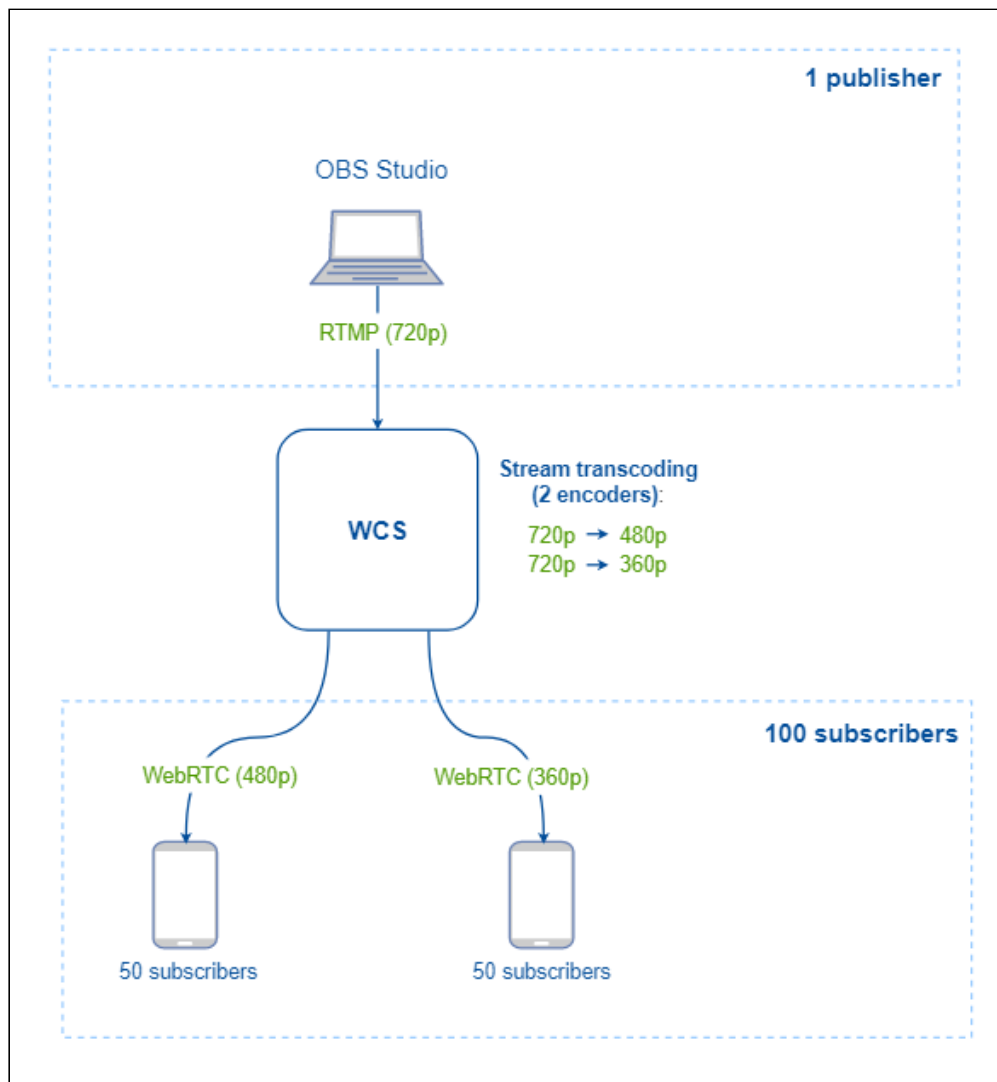 1 publisher
OBS Studio
RTMP (720p)
WCS
Stream transcoding
(2 encoders):
720p → 480p
720p → 360p
100 subscribers
WebRTC (480p)
WebRTC (360p)
50 subscribers
50 subscribers